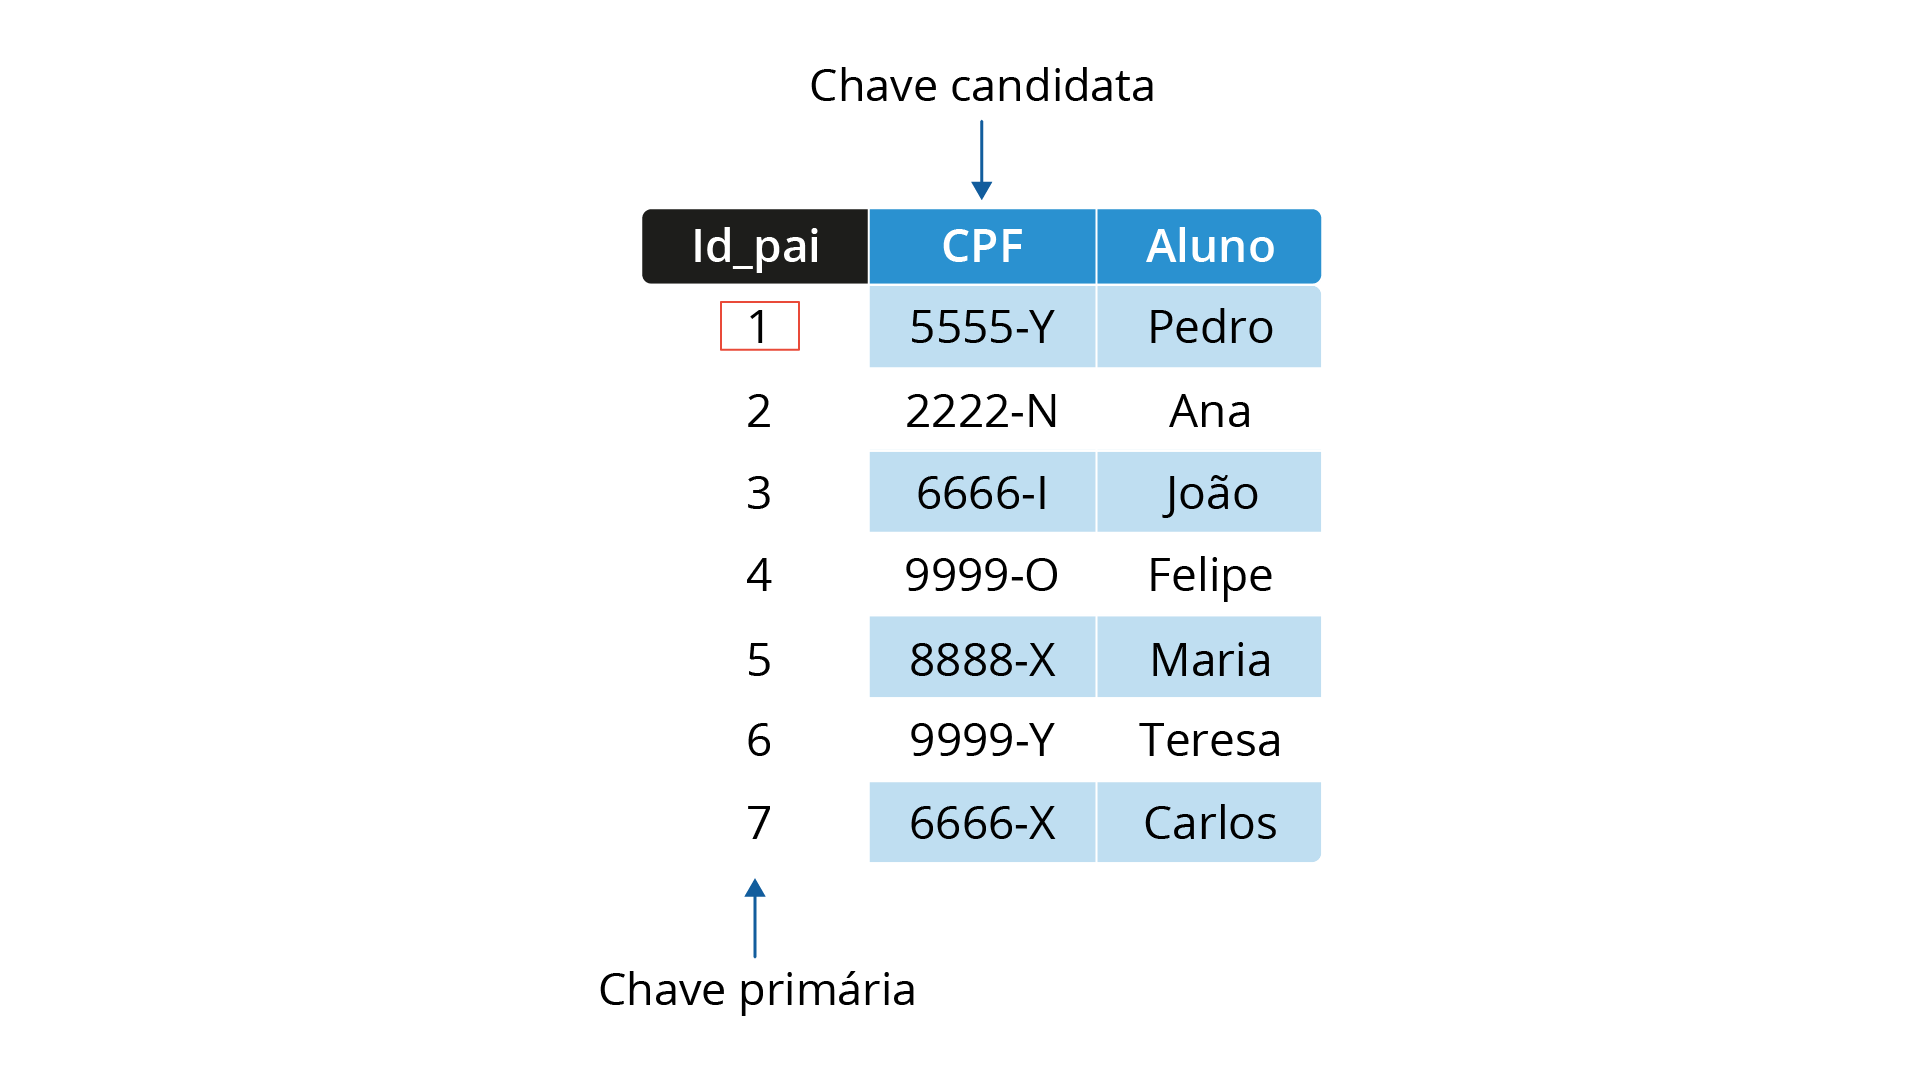 Chave candidata
Id_pai CPF Aluno
1 5555-Y Pedro
2 2222-N Ana
3 6666-I João
4 9999-O Felipe
5 8888-X Maria
6 9999-Y Teresa
7 6666-X Carlos
Chave primária